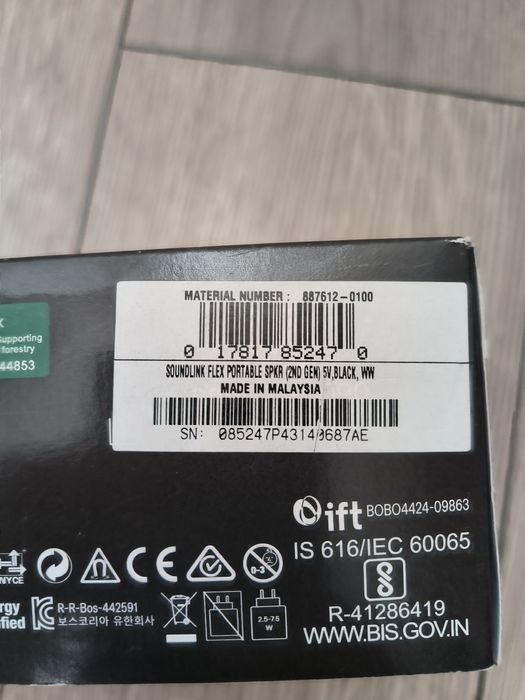 MATERIAL NUMBER : 887612-0100
0 17817 85247 0
SOUNDLINK FLEX PORTABLE SPKR (2ND GEN) 5V,BLACK, WW
MADE IN MALAYSIA
SN: 085247P43140687AE
Supporting
forestry
44853
ift BOBO4424-09863
IS 616/IEC 60065
R-41286419
WWW.BIS.GOV.IN
NYCE
CE
0-3
R-R-Bos-442591
보스코리아 유한회사
2.5-7.5
W